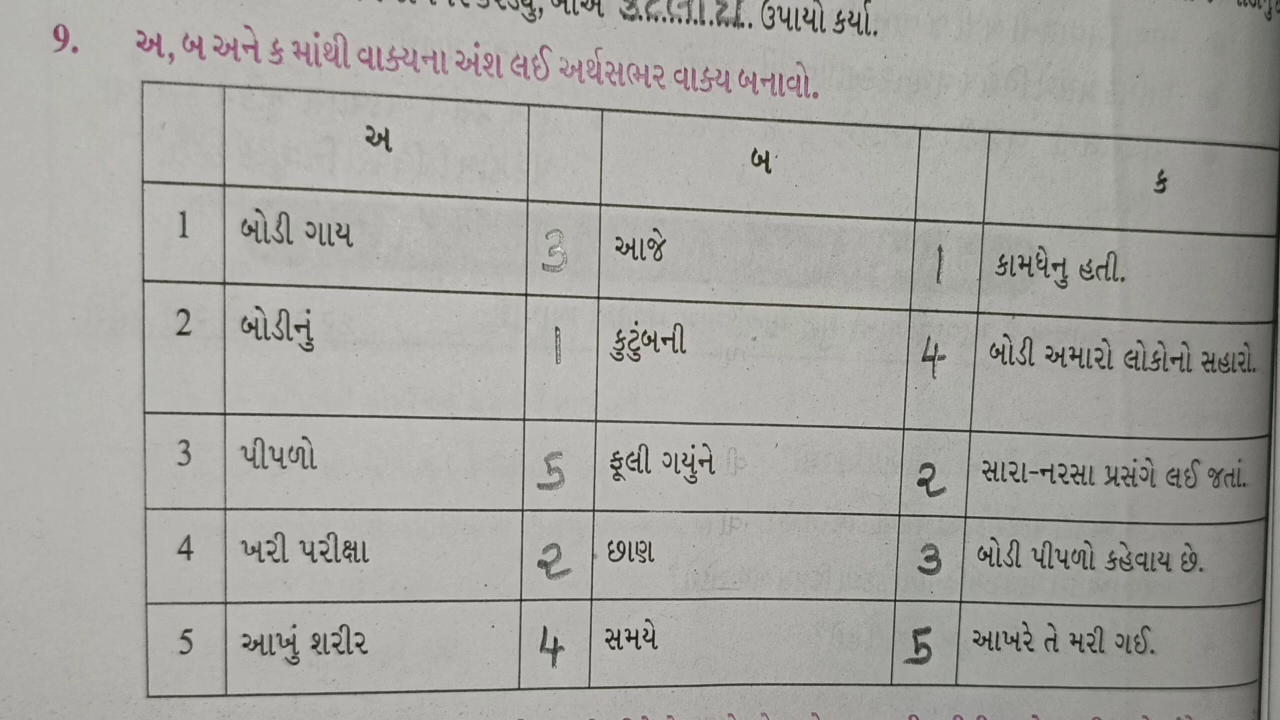 ઉપાયો કર્યા.
9. અ, બ અને ક માંથી વાક્યના અંશ લઈ અર્થસભર વાક્ય બનાવો.
અ બ ક
1 બોડી ગાય 3 આજે 1 કામધેનુ હતી.
2 બોડીનું 1 કુટુંબની 4 બોડી અમારો લોકોનો સહારો.
3 પીપળો 5 ફૂલી ગયુંને 2 સારા-નરસા પ્રસંગે લઈ જતાં.
4 ખરી પરીક્ષા 2 છાણ 3 બોડી પીપળો કહેવાય છે.
5 આખું શરીર 4 સમયે 5 આખરે તે મરી ગઈ.